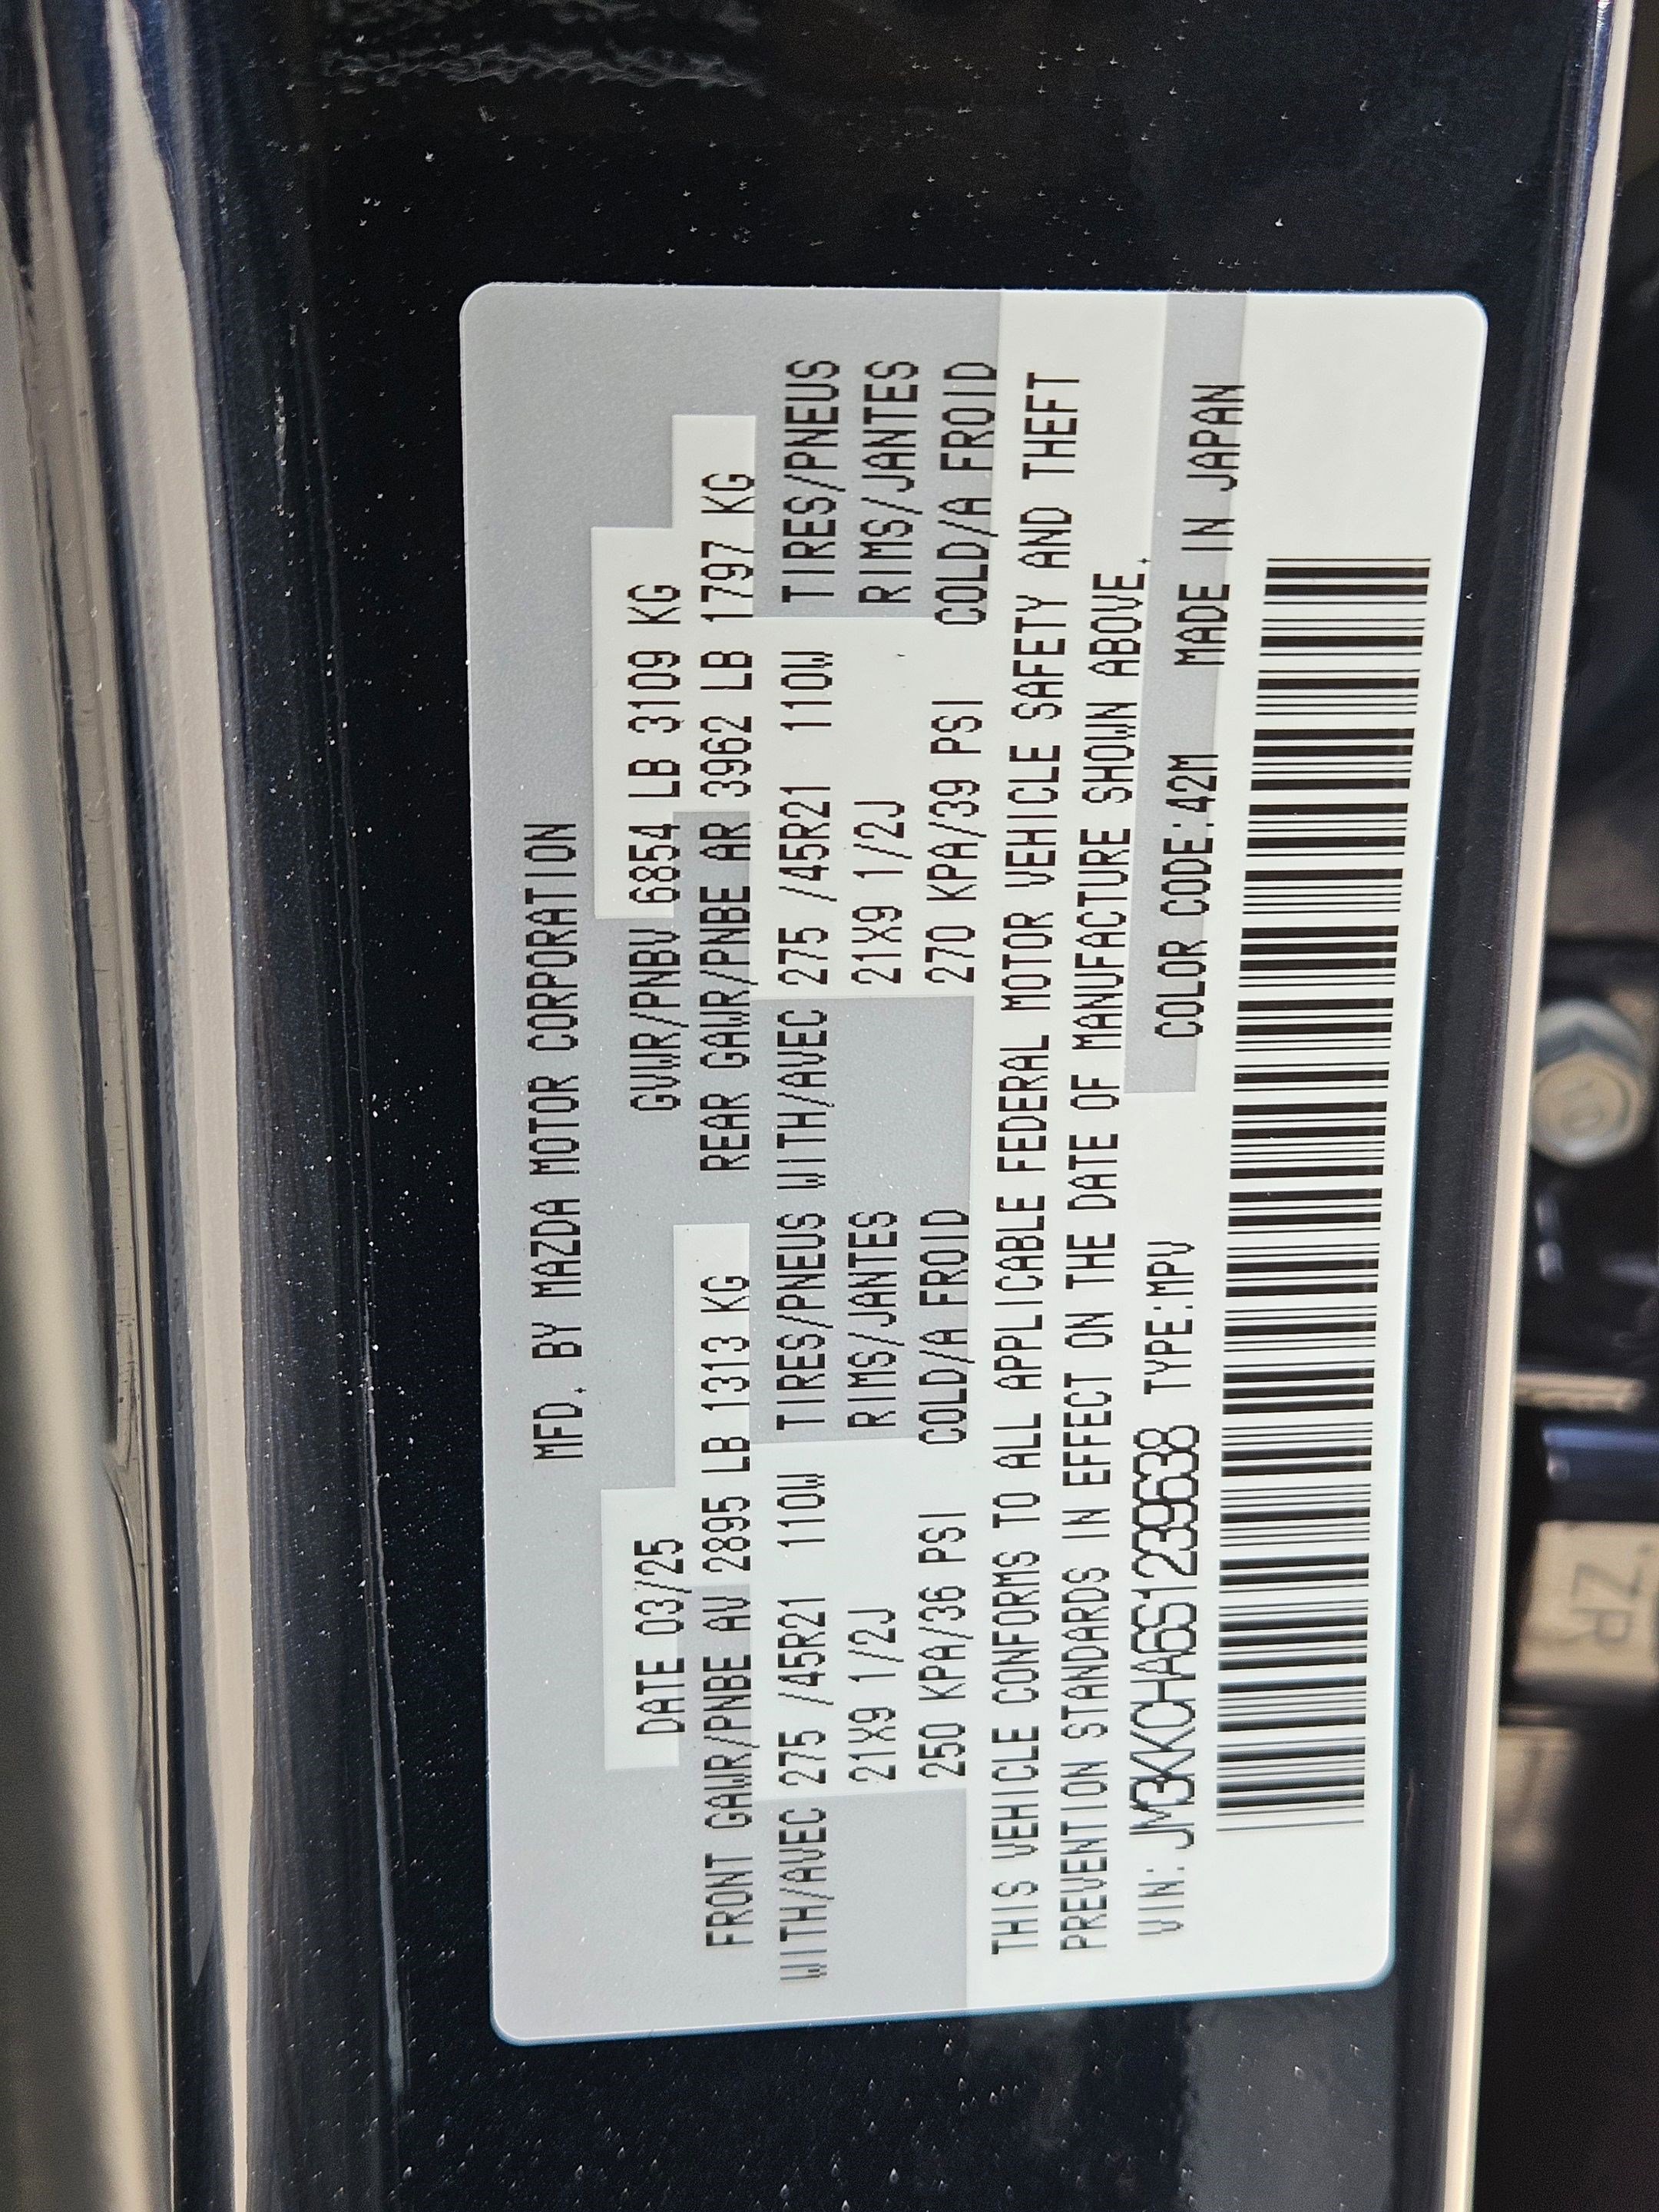 MFD. BY MAZDA MOTOR CORPORATION
DATE 03/25 GVWR/PNBV 6854 LB 3109 KG
FRONT GAWR/PNBE AV 2895 LB 1313 KG REAR GAWR/PNBE AR 3962 LB 1797 KG
WITH/AVEC 275 /45R21 110W TIRES/PNEUS WITH/AVEC 275 /45R21 110W TIRES/PNEUS
21X9 1/2J RIMS/JANTES 21X9 1/2J RIMS/JANTES
250 KPA/36 PSI COLD/A FROID 270 KPA/39 PSI COLD/A FROID
THIS VEHICLE CONFORMS TO ALL APPLICABLE FEDERAL MOTOR VEHICLE SAFETY AND THEFT
PREVENTION STANDARDS IN EFFECT ON THE DATE OF MANUFACTURE SHOWN ABOVE.
VIN: JM3KKCHA6S1239638 TYPE:MPV COLOR CODE:42M MADE IN JAPAN
ZR
10